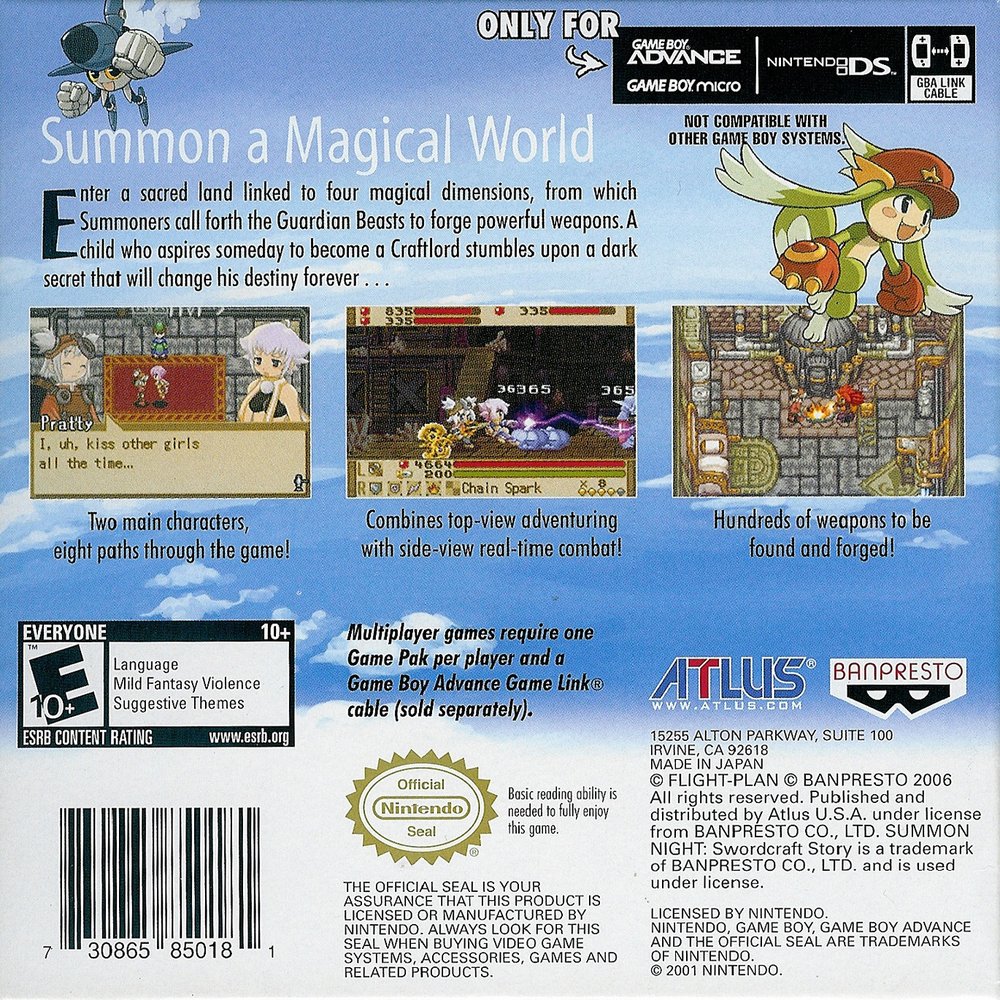 ONLY FOR
GAME BOY ADVANCE
GAME BOY micro
NINTENDO DS™
GBA LINK
CABLE
NOT COMPATIBLE WITH
OTHER GAME BOY SYSTEMS.
Summon a Magical World
Enter a sacred land linked to four magical dimensions, from which
Summoners call forth the Guardian Beasts to forge powerful weapons. A
child who aspires someday to become a Craftlord stumbles upon a dark
secret that will change his destiny forever . . .
Pratty
I, uh, kiss other girls
all the time...
835
335
335
36365
365
L
4664
200
R
Chain Spark
x 8
Two main characters,
eight paths through the game!
Combines top-view adventuring
with side-view real-time combat!
Hundreds of weapons to be
found and forged!
EVERYONE 10+
E
10+
™
Language
Mild Fantasy Violence
Suggestive Themes
ESRB CONTENT RATING www.esrb.org
Multiplayer games require one
Game Pak per player and a
Game Boy Advance Game Link®
cable (sold separately).
ATLUS®
WWW.ATLUS.COM
BANPRESTO
15255 ALTON PARKWAY, SUITE 100
IRVINE, CA 92618
MADE IN JAPAN
© FLIGHT-PLAN © BANPRESTO 2006
All rights reserved. Published and
distributed by Atlus U.S.A. under license
from BANPRESTO CO., LTD. SUMMON
NIGHT: Swordcraft Story is a trademark
of BANPRESTO CO., LTD. and is used
under license.
Official
Nintendo
Seal
®
Basic reading ability is
needed to fully enjoy
this game.
THE OFFICIAL SEAL IS YOUR
ASSURANCE THAT THIS PRODUCT IS
LICENSED OR MANUFACTURED BY
NINTENDO. ALWAYS LOOK FOR THIS
SEAL WHEN BUYING VIDEO GAME
SYSTEMS, ACCESSORIES, GAMES AND
RELATED PRODUCTS.
LICENSED BY NINTENDO.
NINTENDO, GAME BOY, GAME BOY ADVANCE
AND THE OFFICIAL SEAL ARE TRADEMARKS
OF NINTENDO.
© 2001 NINTENDO.
7 30865 85018 1